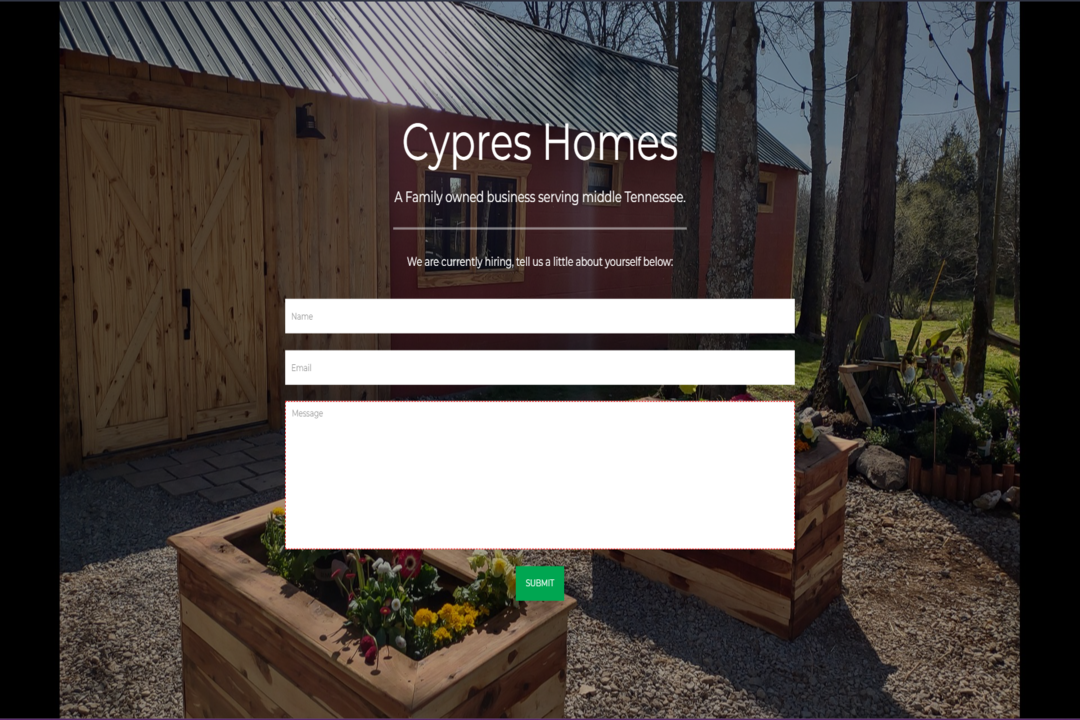 Cypres Homes
A Family owned business serving middle Tennessee.
We are currently hiring, tell us a little about yourself below:
Name
Email
Message
SUBMIT